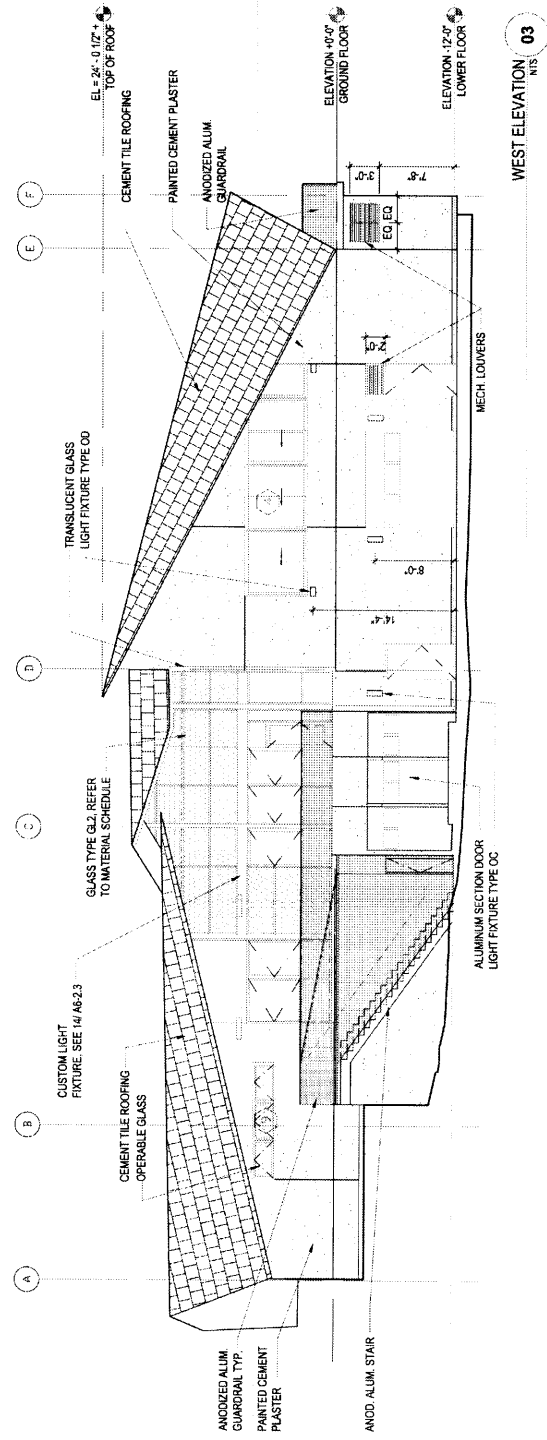 A
B
C
D
E
F
EL = 24' - 0 1/2" +
TOP OF ROOF
CUSTOM LIGHT
FIXTURE. SEE 14/ A6-2.3
GLASS TYPE GL2, REFER
TO MATERIAL SCHEDULE
TRANSLUCENT GLASS
LIGHT FIXTURE TYPE OD
CEMENT TILE ROOFING
PAINTED CEMENT PLASTER
ANODIZED ALUM.
GUARDRAIL
CEMENT TILE ROOFING
OPERABLE GLASS
ELEVATION +0'-0"
GROUND FLOOR
ELEVATION -12'-0"
LOWER FLOOR
3'-0"
7'-8"
EQ
EQ
2'-0"
8'-0"
14'-4"
ANODIZED ALUM.
GUARDRAIL TYP.
PAINTED CEMENT
PLASTER
ANOD. ALUM. STAIR
ALUMINUM SECTION DOOR
LIGHT FIXTURE TYPE OC
MECH. LOUVERS
WEST ELEVATION
NTS
03